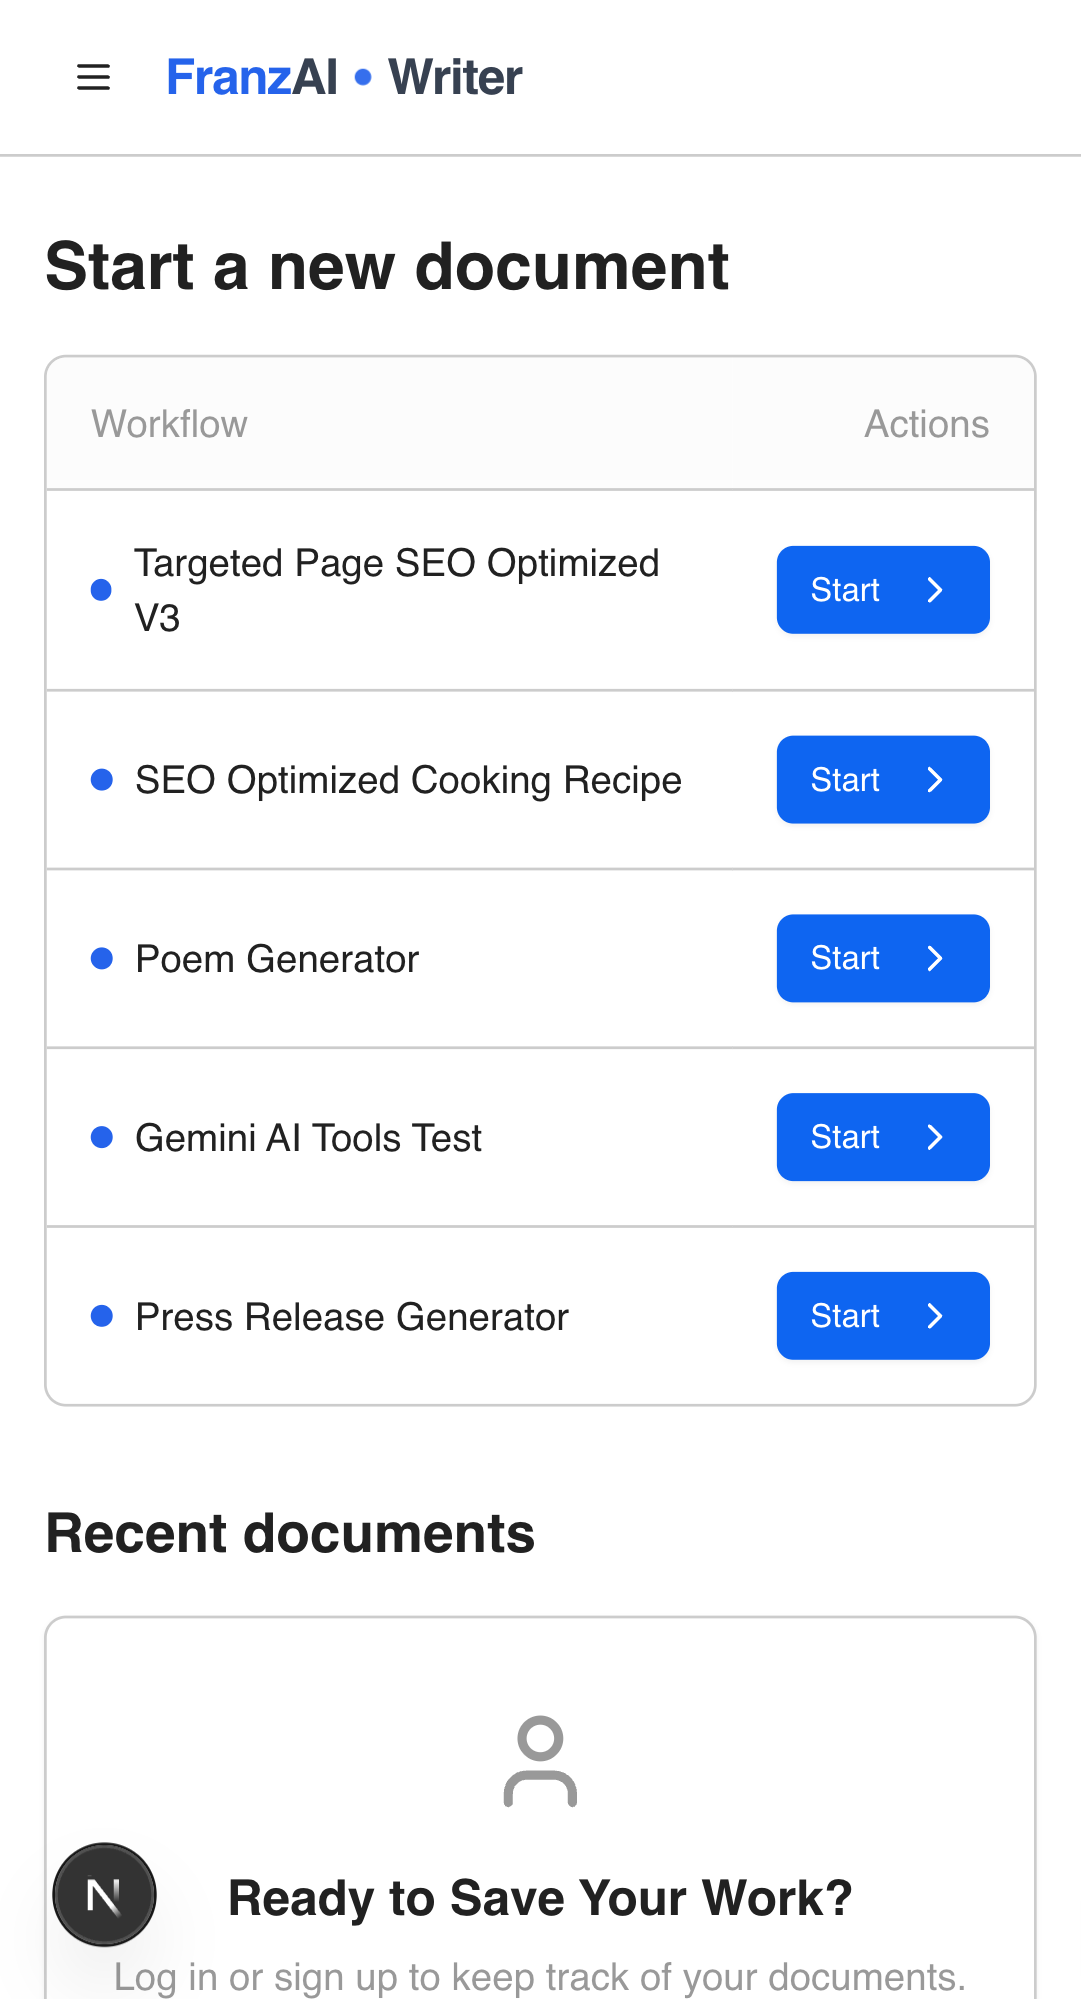 FranzAI • Writer
Start a new document
Workflow Actions
Targeted Page SEO Optimized
V3
Start
SEO Optimized Cooking Recipe Start
Poem Generator Start
Gemini AI Tools Test Start
Press Release Generator Start
Recent documents
Ready to Save Your Work?
N
Log in or sign up to keep track of your documents.